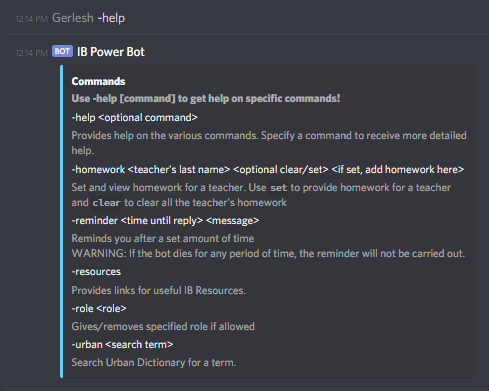 12:14 PM Gerlesh -help
12:14 PM BOT IB Power Bot
Commands
Use -help [command] to get help on specific commands!
-help <optional command>
Provides help on the various commands. Specify a command to receive more detailed
help.
-homework <teacher's last name> <optional clear/set> <if set, add homework here>
Set and view homework for a teacher. Use set to provide homework for a teacher
and clear to clear all the teacher's homework
-reminder <time until reply> <message>
Reminds you after a set amount of time
WARNING: If the bot dies for any period of time, the reminder will not be carried out.
-resources
Provides links for useful IB Resources.
-role <role>
Gives/removes specified role if allowed
-urban <search term>
Search Urban Dictionary for a term.